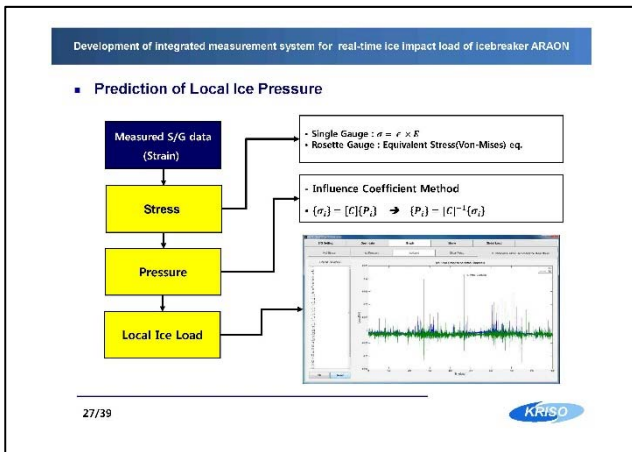 Development of integrated measurement system for real-time ice impact load of icebreaker ARAON
▪ Prediction of Local Ice Pressure
Measured S/G data
(Strain)
- Single Gauge : σ = ϵ × E
- Rosette Gauge : Equivalent Stress(Von-Mises) eq.
Stress
- Influence Coefficient Method
- {σᵢ} = [C]{Pᵢ} ➔ {Pᵢ} = |C|⁻¹{σᵢ}
Pressure
Local Ice Load
27/39
KRISO